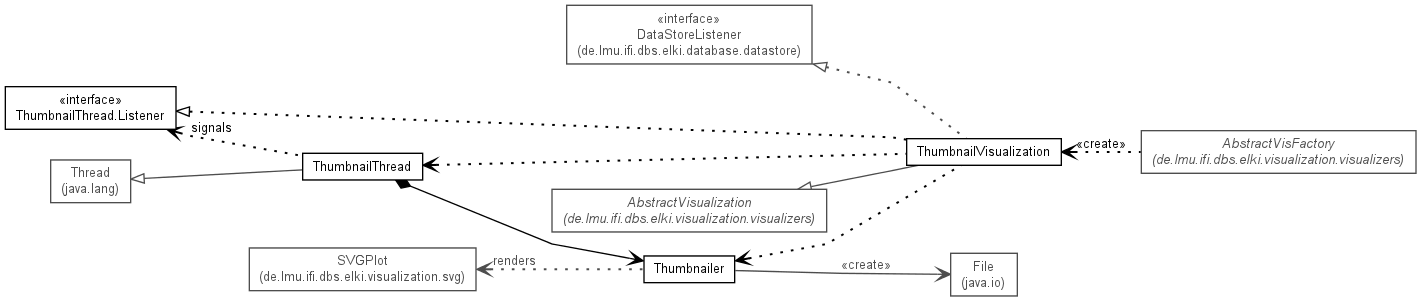 «interface»
DataStoreListener
(de.lmu.ifi.dbs.elki.database.datastore)
«interface»
ThumbnailThread.Listener
signals
ThumbnailThread
Thread
(java.lang)
ThumbnailVisualization
«create»
AbstractVisFactory
(de.lmu.ifi.dbs.elki.visualization.visualizers)
AbstractVisualization
(de.lmu.ifi.dbs.elki.visualization.visualizers)
SVGPlot
(de.lmu.ifi.dbs.elki.visualization.svg)
renders
Thumbnailer
«create»
File
(java.io)